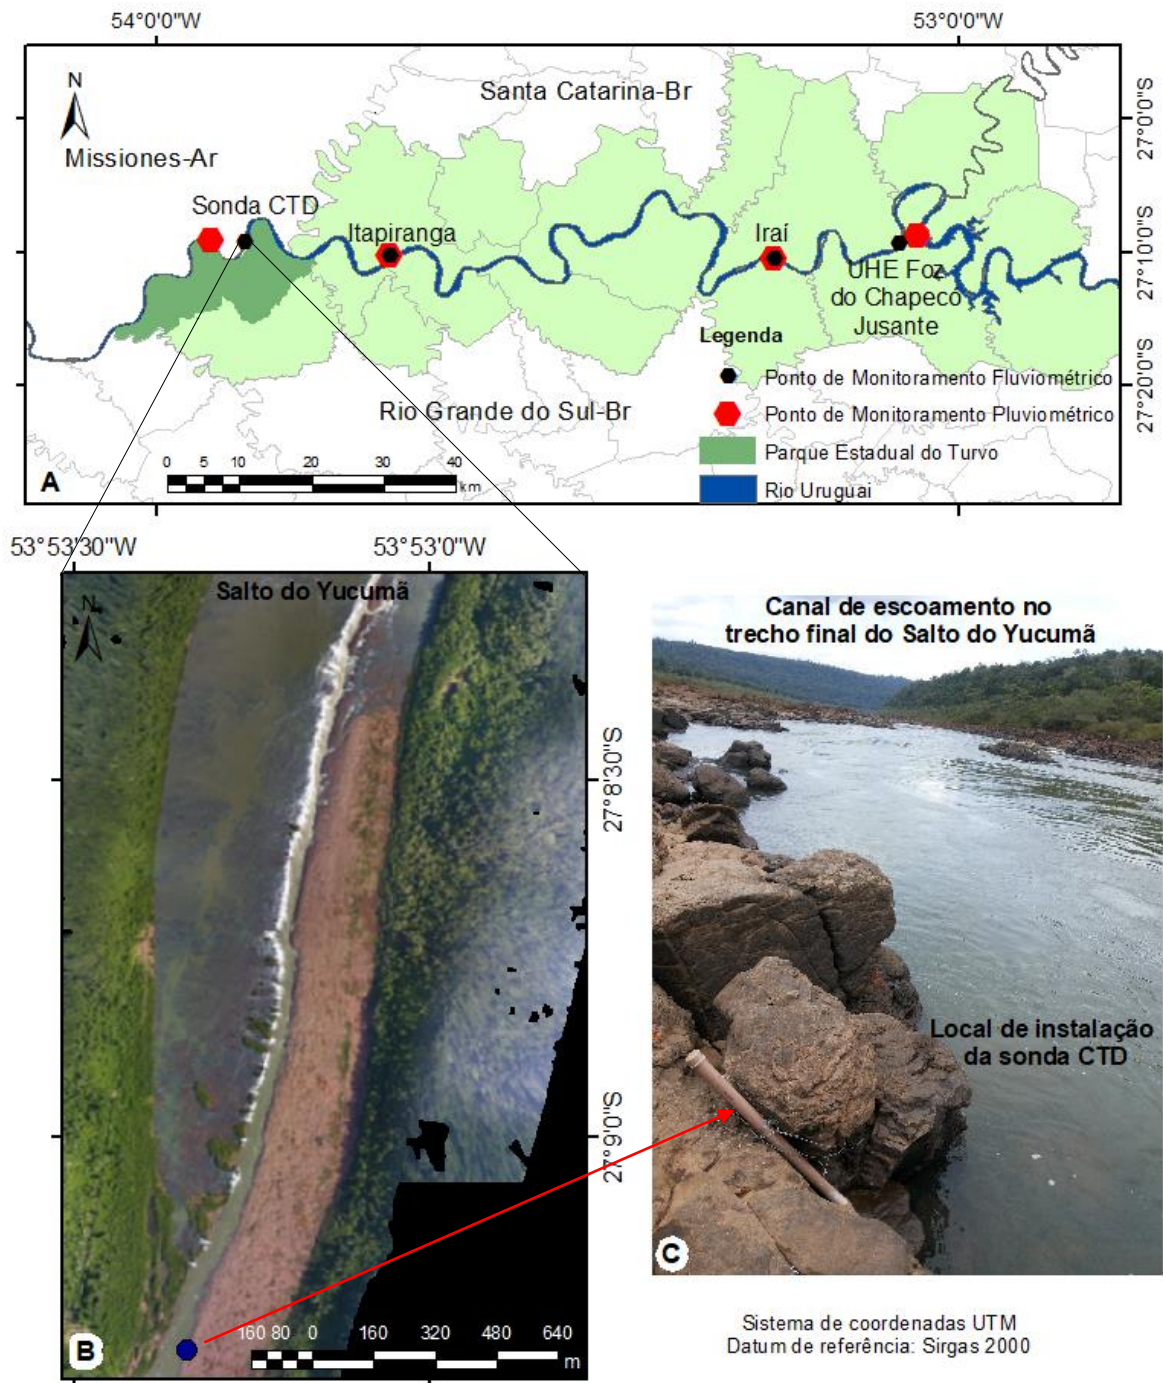 54°0'0"W
53°0'0"W
N
Santa Catarina-Br
Missiones-Ar
Sonda CTD
Itapiranga
Iraí
UHE Foz
do Chapecó
Jusante
27°0'0"S
27°10'0"S
27°20'0"S
Rio Grande do Sul-Br
Legenda
Ponto de Monitoramento Fluviométrico
Ponto de Monitoramento Pluviométrico
Parque Estadual do Turvo
Rio Uruguai
0 5 10 20 30 40
km
A
53°53'30"W
53°53'0"W
Salto do Yucumã
N
27°8'30"S
27°9'0"S
160 80 0 160 320 480 640
m
B
Canal de escoamento no
trecho final do Salto do Yucumã
Local de instalação
da sonda CTD
C
Sistema de coordenadas UTM
Datum de referência: Sirgas 2000